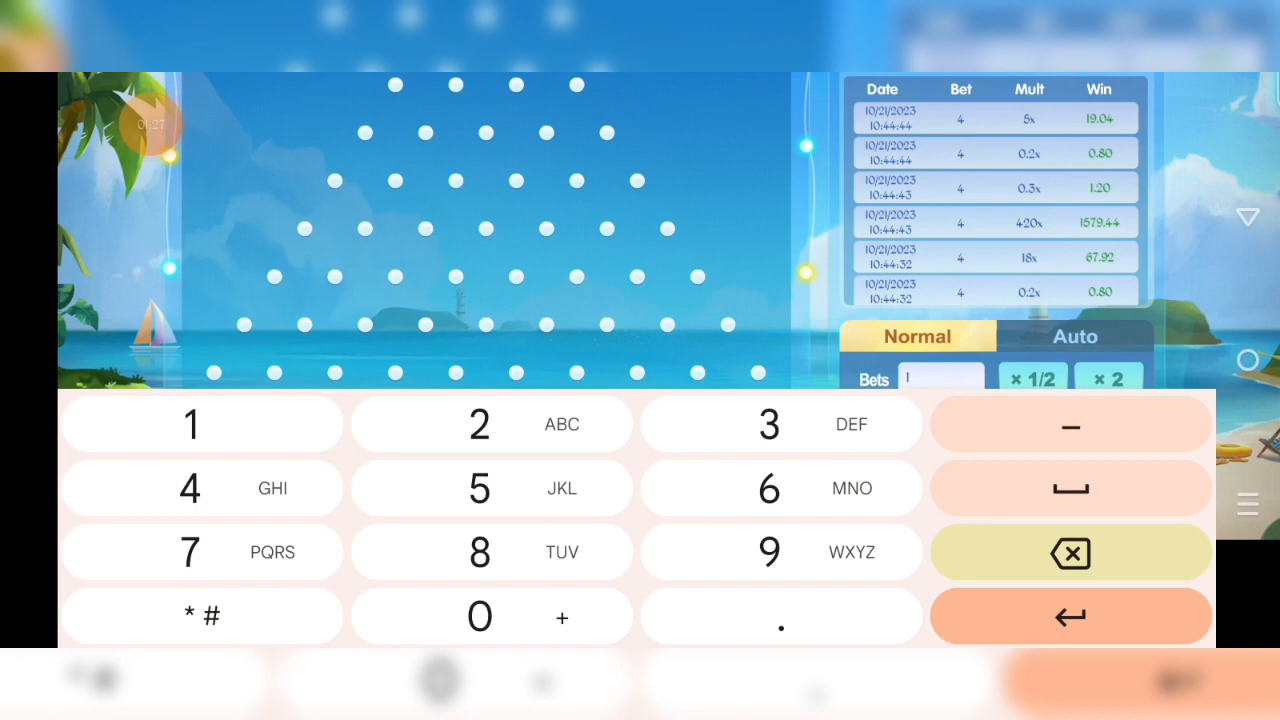 01:27
Date Bet Mult Win
10/21/2023
10:44:44
4 5x 19.04
10/21/2023
10:44:44
4 0.2x 0.80
10/21/2023
10:44:43
4 0.3x 1.20
10/21/2023
10:44:43
4 420x 1579.44
10/21/2023
10:44:32
4 18x 67.92
10/21/2023
10:44:32
4 0.2x 0.80
Normal Auto
Bets × 1/2 × 2
1 2 ABC 3 DEF –
4 GHI 5 JKL 6 MNO
7 PQRS 8 TUV 9 WXYZ
* # 0 + .